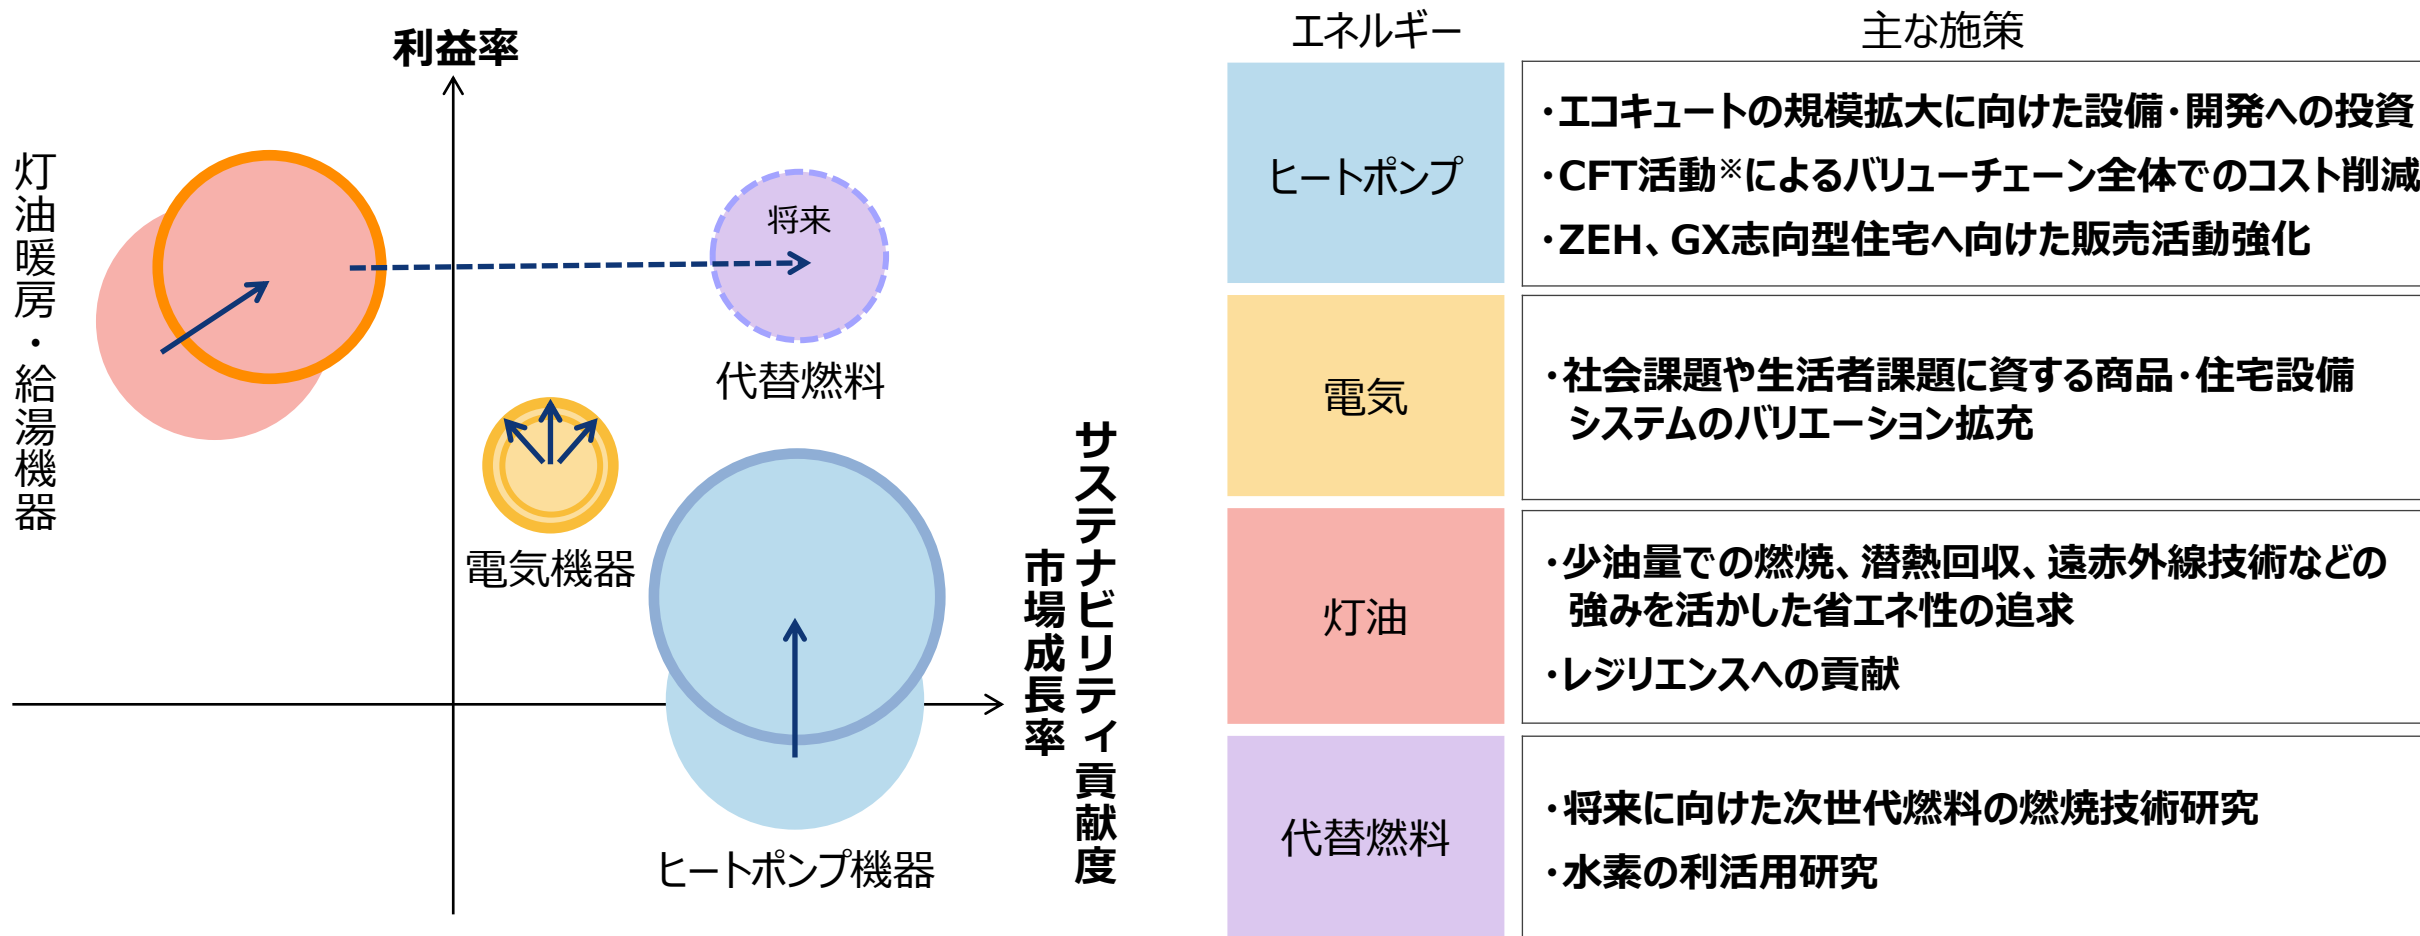 利益率
灯油暖房・給湯機器
将来
代替燃料
電気機器
ヒートポンプ機器
サステナビリティ貢献度
市場成長率
エネルギー
主な施策
ヒートポンプ
・エコキュートの規模拡大に向けた設備・開発への投資
・CFT活動※によるバリューチェーン全体でのコスト削減
・ZEH、GX志向型住宅へ向けた販売活動強化
電気
・社会課題や生活者課題に資する商品・住宅設備
システムのバリエーション拡充
灯油
・少油量での燃焼、潜熱回収、遠赤外線技術などの
強みを活かした省エネ性の追求
・レジリエンスへの貢献
代替燃料
・将来に向けた次世代燃料の燃焼技術研究
・水素の利活用研究